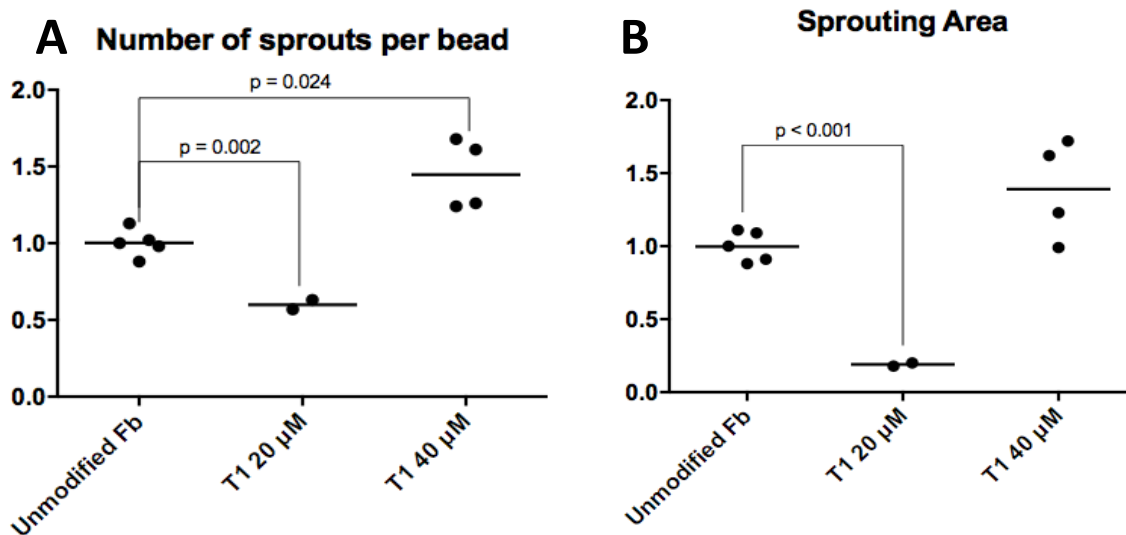 A Number of sprouts per bead
2.0
p = 0.024
p = 0.002
1.5
1.0
0.5
0.0
Unmodified Fb
T1 20 µM
T1 40 µM
B Sprouting Area
2.0
p < 0.001
1.5
1.0
0.5
0.0
Unmodified Fb
T1 20 µM
T1 40 µM